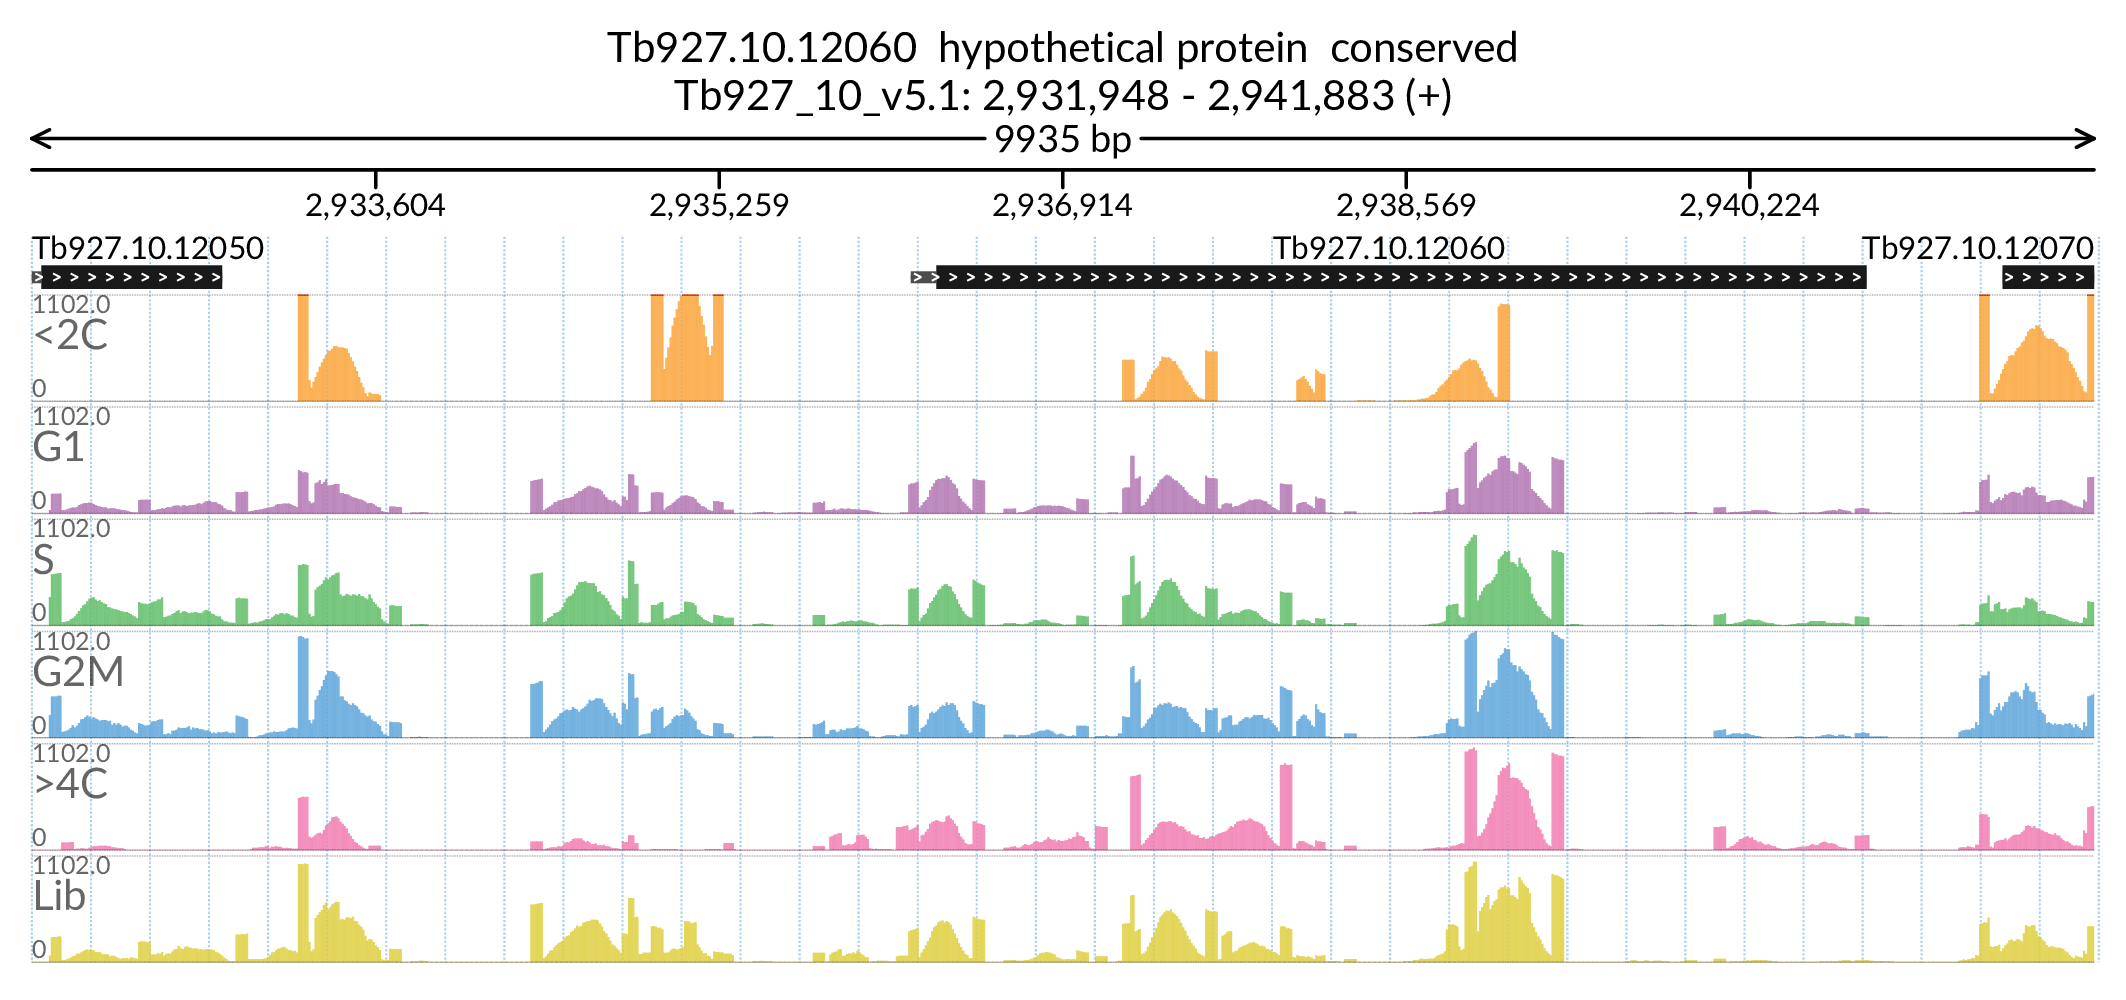 Tb927.10.12060  hypothetical protein  conserved
Tb927_10_v5.1: 2,931,948 - 2,941,883 (+)
9935 bp
2,933,604 2,935,259 2,936,914 2,938,569 2,940,224
Tb927.10.12050 Tb927.10.12060 Tb927.10.12070
1102.0
<2C
0
1102.0
G1
0
1102.0
S
0
1102.0
G2M
0
1102.0
>4C
0
1102.0
Lib
0